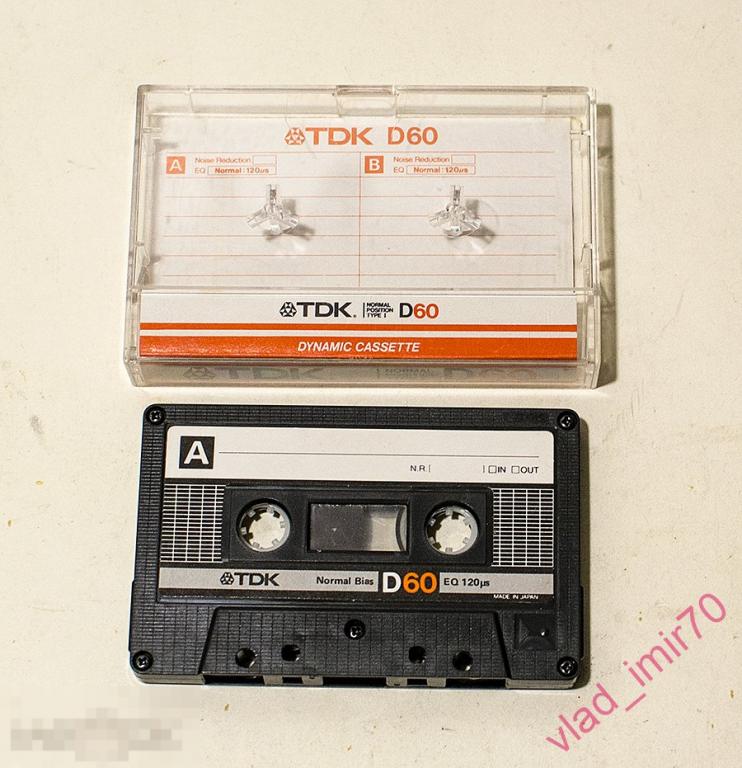 TDK D60
A Noise Reduction
EQ Normal:120µs
B Noise Reduction
EQ Normal:120µs
TDK. NORMAL POSITION TYPE I D60
DYNAMIC CASSETTE
A
N.R.[ ] □IN □OUT
TDK Normal Bias D60 EQ 120µs
MADE IN JAPAN
vlad_imir70